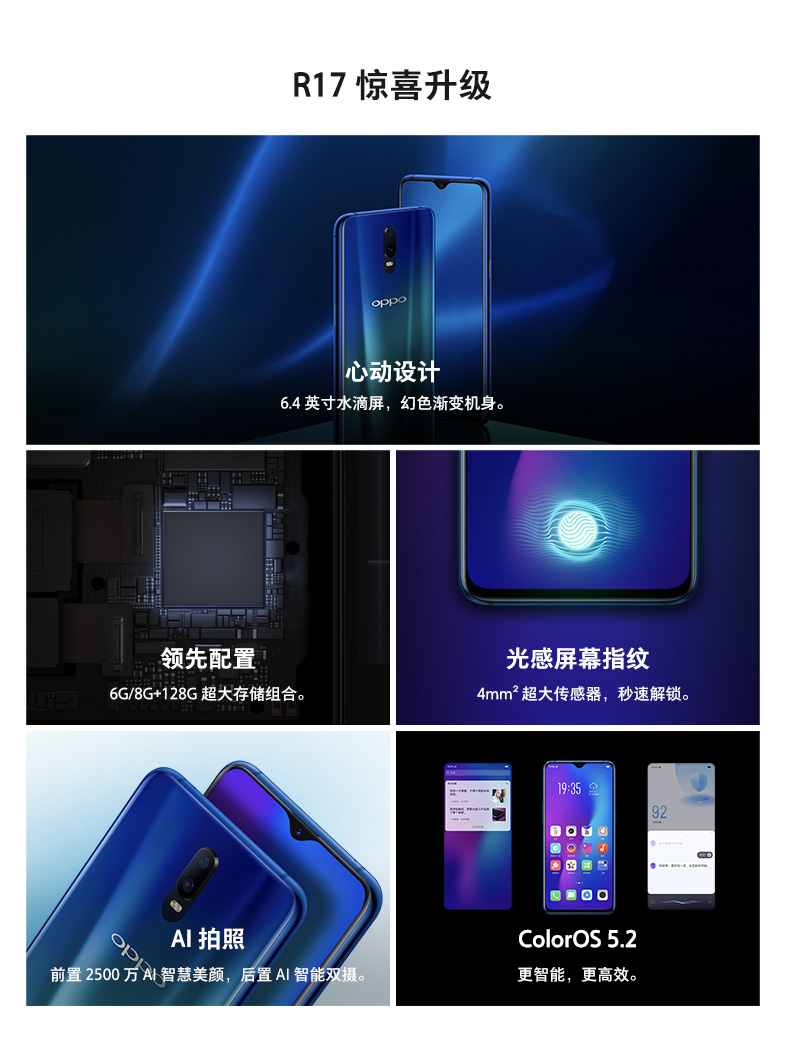 R17 惊喜升级
oppo
心动设计
6.4 英寸水滴屏，幻色渐变机身。
领先配置
6G/8G+128G 超大存储组合。
光感屏幕指纹
4mm² 超大传感器，秒速解锁。
oppo
AI 拍照
前置 2500 万 AI 智慧美颜，后置 AI 智能双摄。
19:35
92
ColorOS 5.2
更智能，更高效。